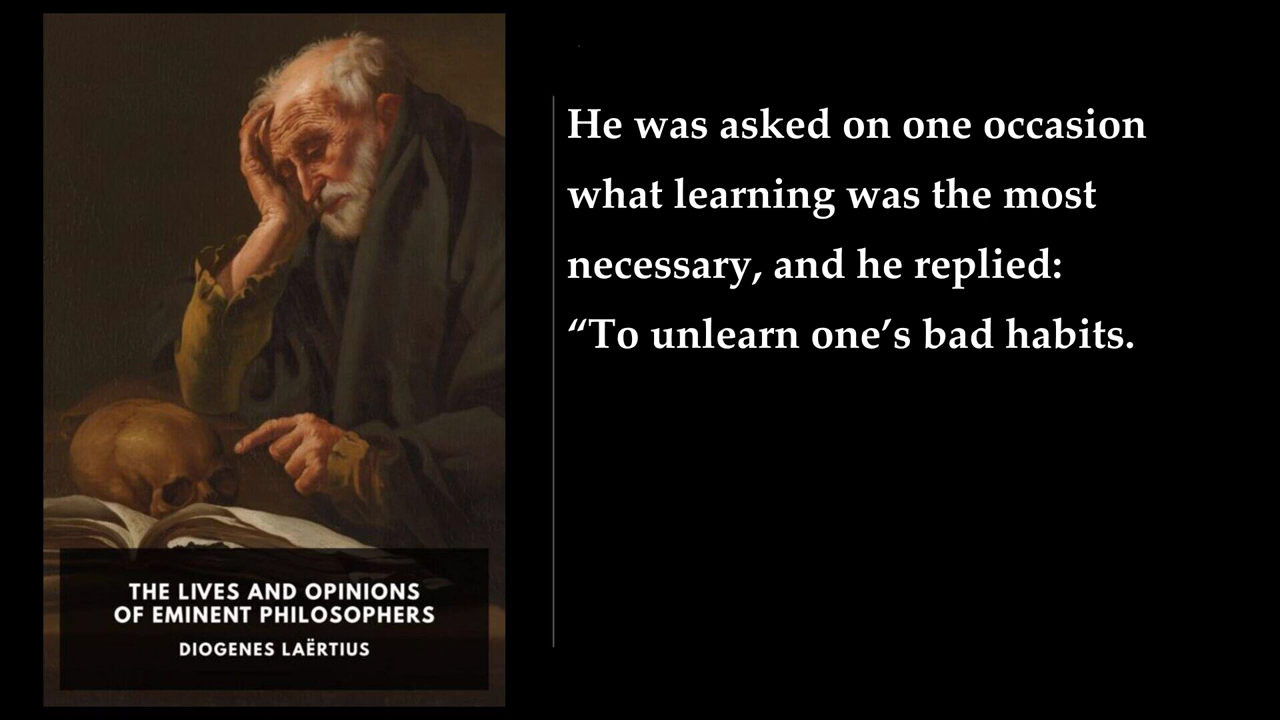 THE LIVES AND OPINIONS
OF EMINENT PHILOSOPHERS
DIOGENES LAËRTIUS
He was asked on one occasion
what learning was the most
necessary, and he replied:
“To unlearn one’s bad habits.